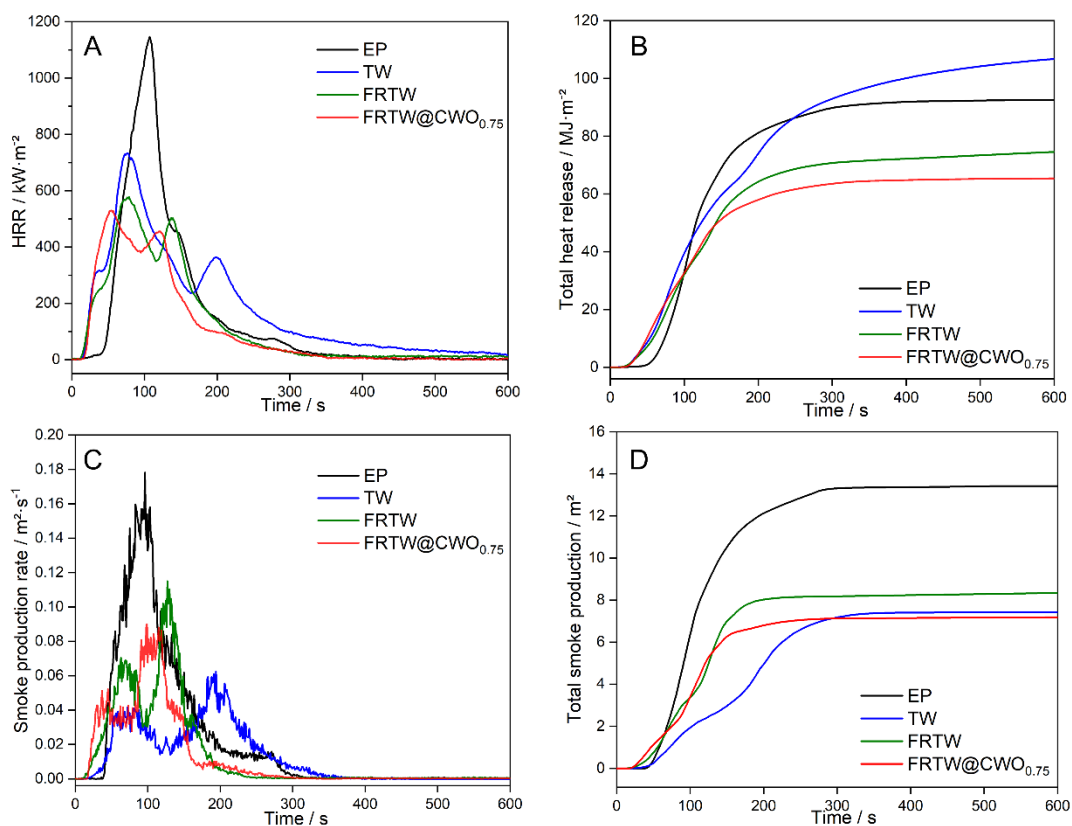 A
EP
TW
FRTW
FRTW@CWO0.75
HRR / kW·m⁻²
1200
1000
800
600
400
200
0
0 100 200 300 400 500 600
Time / s
B
EP
TW
FRTW
FRTW@CWO0.75
Total heat release / MJ·m⁻²
120
100
80
60
40
20
0
0 100 200 300 400 500 600
Time / s
C
EP
TW
FRTW
FRTW@CWO0.75
Smoke production rate / m²·s⁻¹
0.20
0.18
0.16
0.14
0.12
0.10
0.08
0.06
0.04
0.02
0.00
0 100 200 300 400 500 600
Time / s
D
EP
TW
FRTW
FRTW@CWO0.75
Total smoke production / m²
16
14
12
10
8
6
4
2
0
0 100 200 300 400 500 600
Time / s